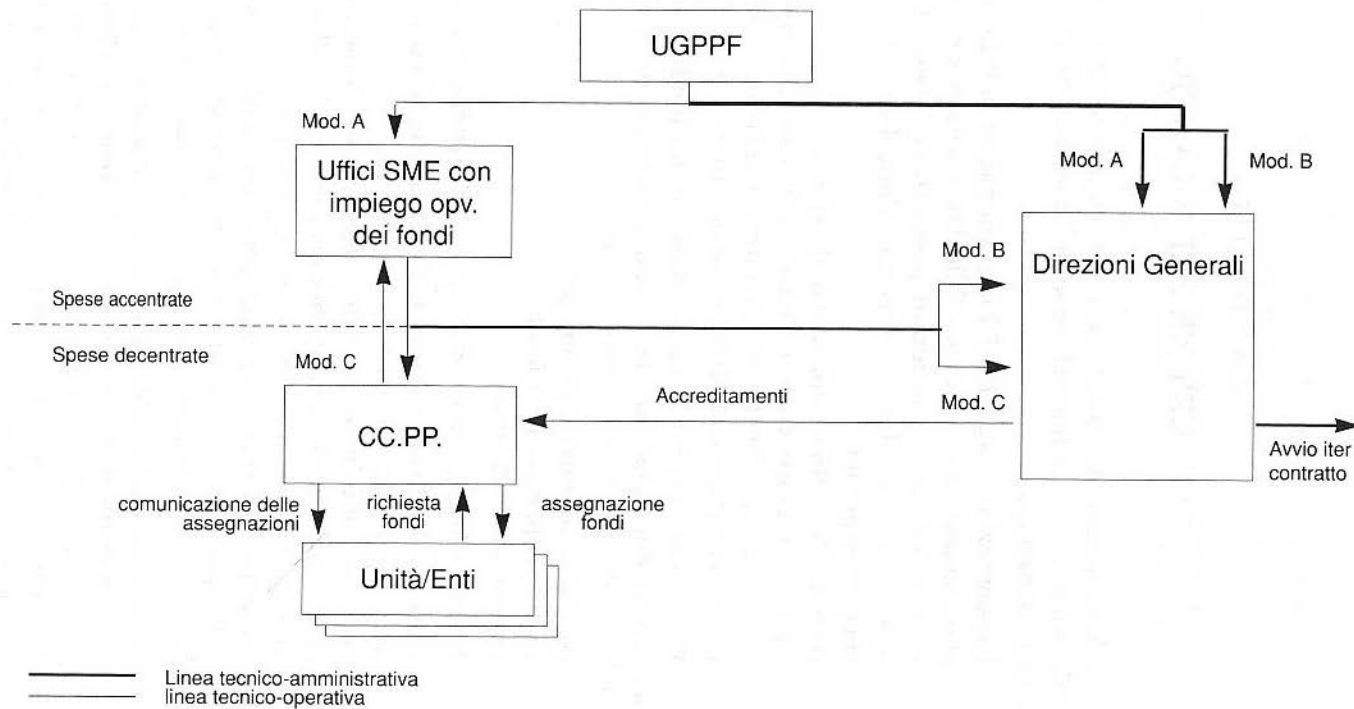 UGPPF
Mod. A
Uffici SME con
impiego opv.
dei fondi
Mod. A
Mod. B
Mod. B
Direzioni Generali
Spese accentrate
Spese decentrate
Mod. C
Accreditamenti
Mod. C
CC.PP.
Avvio iter
contratto
comunicazione delle
assegnazioni
richiesta
fondi
assegnazione
fondi
Unità/Enti
Linea tecnico-amministrativa
linea tecnico-operativa